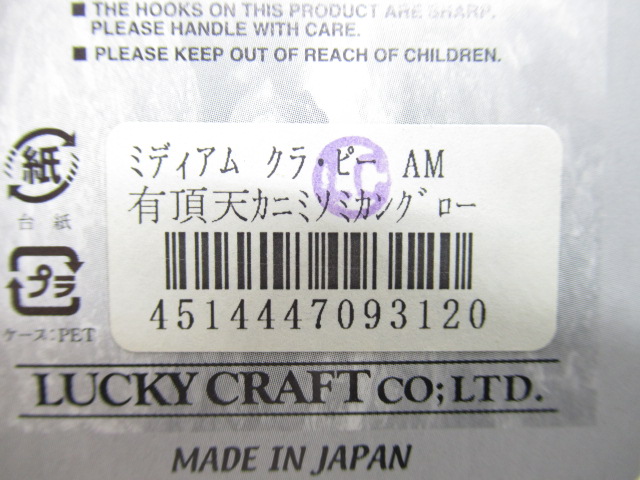 ■ THE HOOKS ON THIS PRODUCT ARE SHARP.
PLEASE HANDLE WITH CARE.
■ PLEASE KEEP OUT OF REACH OF CHILDREN.
紙
台紙
プラ
ケース:PET
ミディアム クラ・ピー AM
LC
有頂天カニミソミカングロー
4514447093120
LUCKY CRAFT CO;LTD.
MADE IN JAPAN